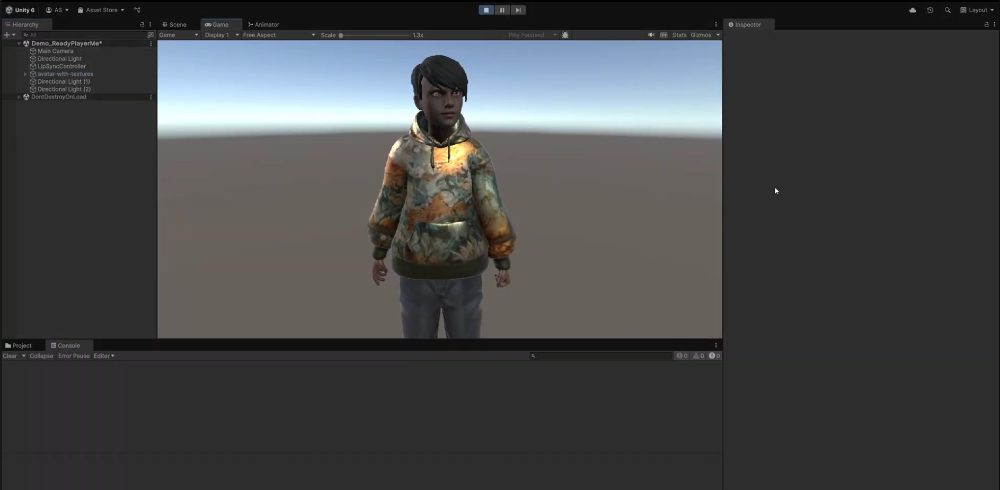 Unity 6 AS Asset Store Layout
Hierarchy Scene Game Animator Inspector
All Game Display 1 Free Aspect Scale 1.3x Play Focused Stats Gizmos
Demo_ReadyPlayerMe*
Main Camera
Directional Light
LipSyncController
avatar-with-textures
Directional Light (1)
Directional Light (2)
DontDestroyOnLoad
Project Console
Clear Collapse Error Pause Editor 0 0 0